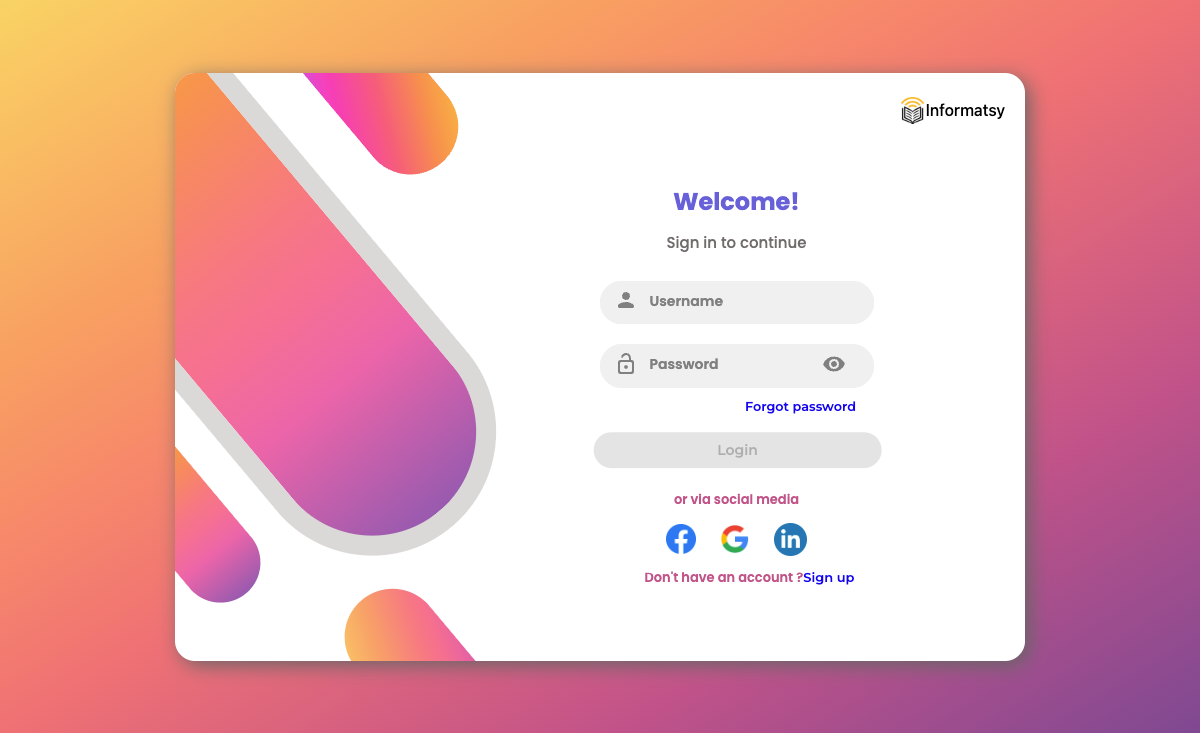 Informatsy
Welcome!
Sign in to continue
Username
Password
Forgot password
Login
or via social media
Don't have an account ?Sign up